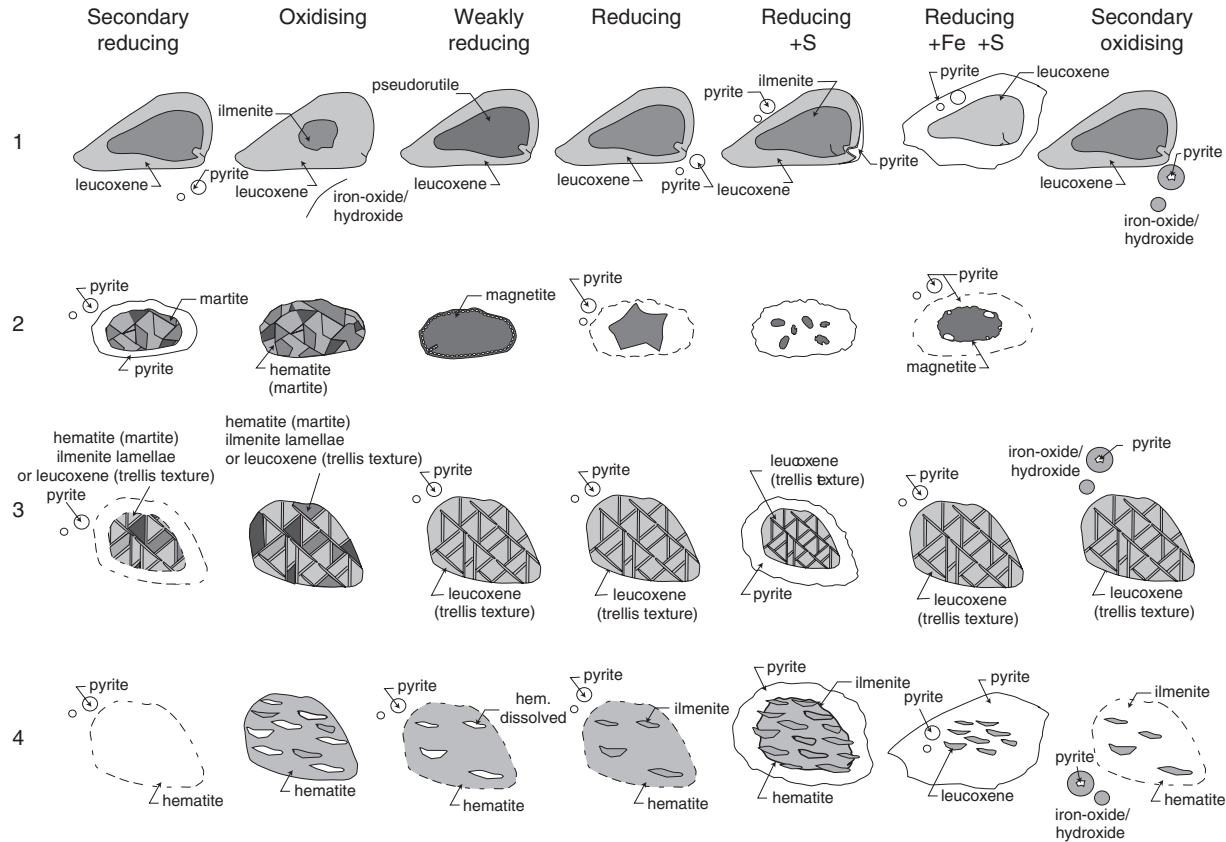 Secondary
reducing
Oxidising
Weakly
reducing
Reducing
Reducing
+S
Reducing
+Fe +S
Secondary
oxidising
1
leucoxene
pyrite
ilmenite
leucoxene
iron-oxide/
hydroxide
pseudorutile
leucoxene
leucoxene
pyrite
pyrite
ilmenite
leucoxene
pyrite
pyrite
leucoxene
leucoxene
pyrite
iron-oxide/
hydroxide
2
pyrite
martite
pyrite
hematite
(martite)
magnetite
pyrite
pyrite
magnetite
3
hematite (martite)
ilmenite lamellae
or leucoxene (trellis texture)
pyrite
hematite (martite)
ilmenite lamellae
or leucoxene (trellis texture)
pyrite
leucoxene
(trellis texture)
pyrite
leucoxene
(trellis texture)
leucoxene
(trellis texture)
pyrite
pyrite
leucoxene
(trellis texture)
iron-oxide/
hydroxide
pyrite
leucoxene
(trellis texture)
4
pyrite
hematite
hematite
pyrite
hem.
dissolved
hematite
pyrite
ilmenite
hematite
pyrite
ilmenite
hematite
pyrite
pyrite
leucoxene
ilmenite
pyrite
hematite
iron-oxide/
hydroxide